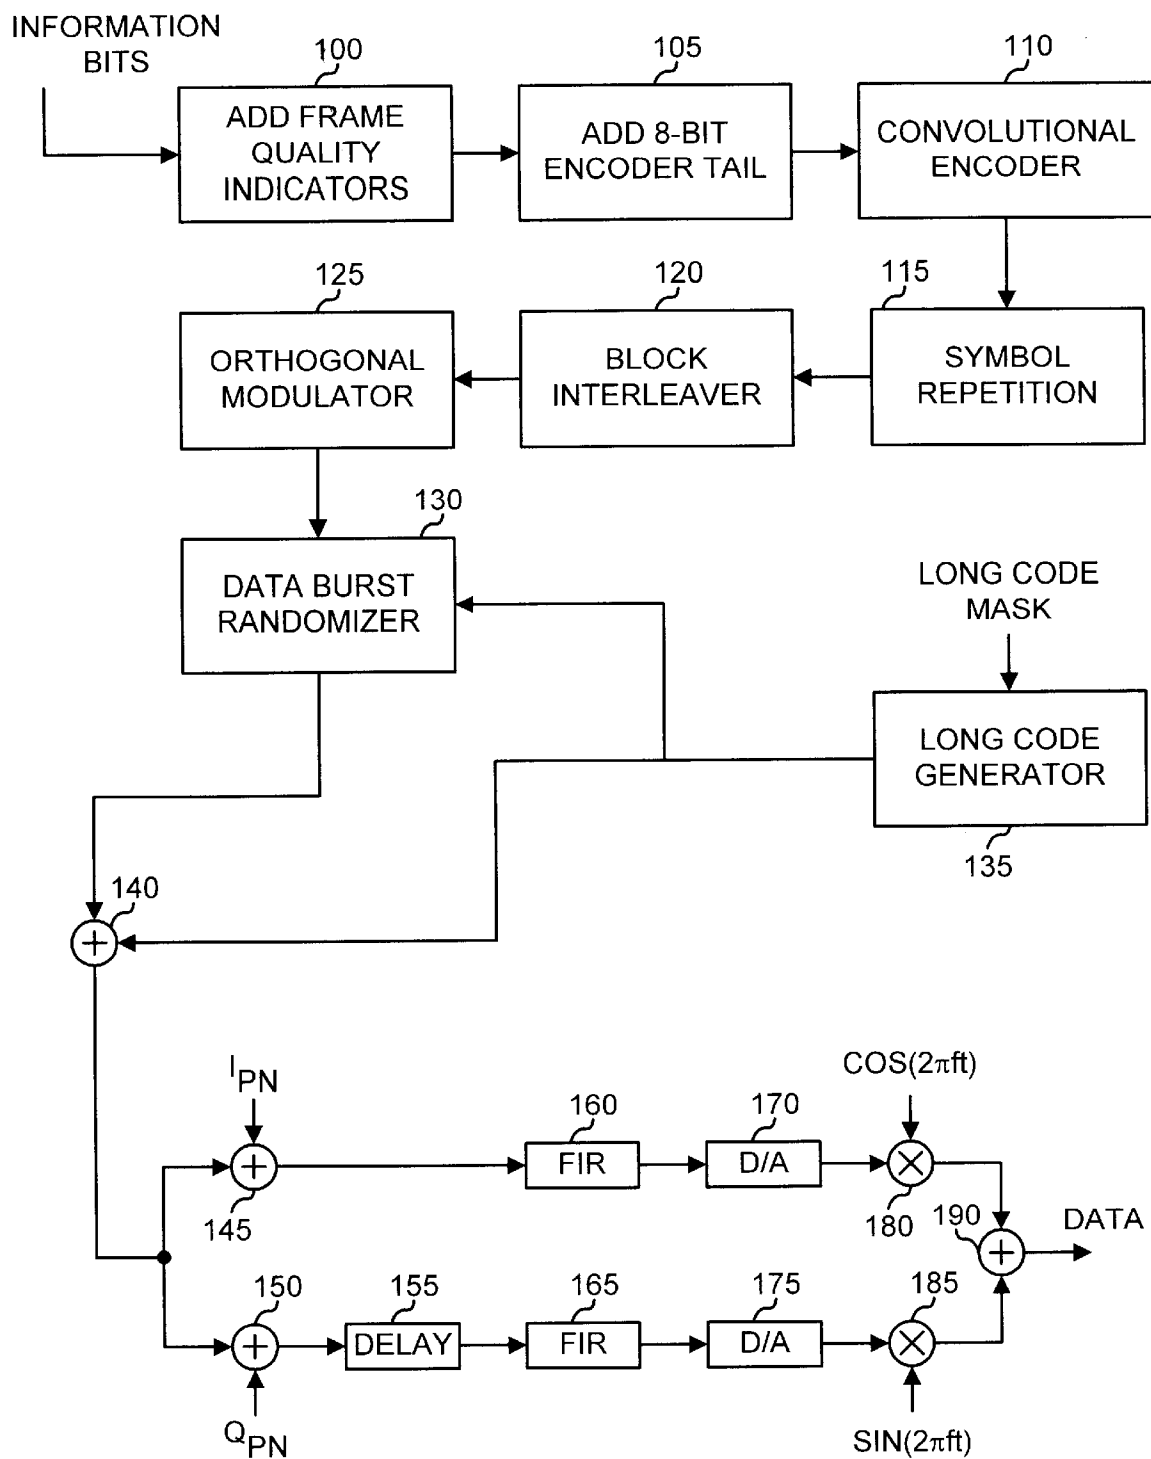 INFORMATION
BITS
100
105
110
ADD FRAME
QUALITY
INDICATORS
ADD 8-BIT
ENCODER TAIL
CONVOLUTIONAL
ENCODER
125
120
115
ORTHOGONAL
MODULATOR
BLOCK
INTERLEAVER
SYMBOL
REPETITION
130
DATA BURST
RANDOMIZER
LONG CODE
MASK
LONG CODE
GENERATOR
135
140
I_PN
COS(2πft)
160
170
FIR
D/A
145
180
190
DATA
150
155
165
175
185
DELAY
FIR
D/A
Q_PN
SIN(2πft)